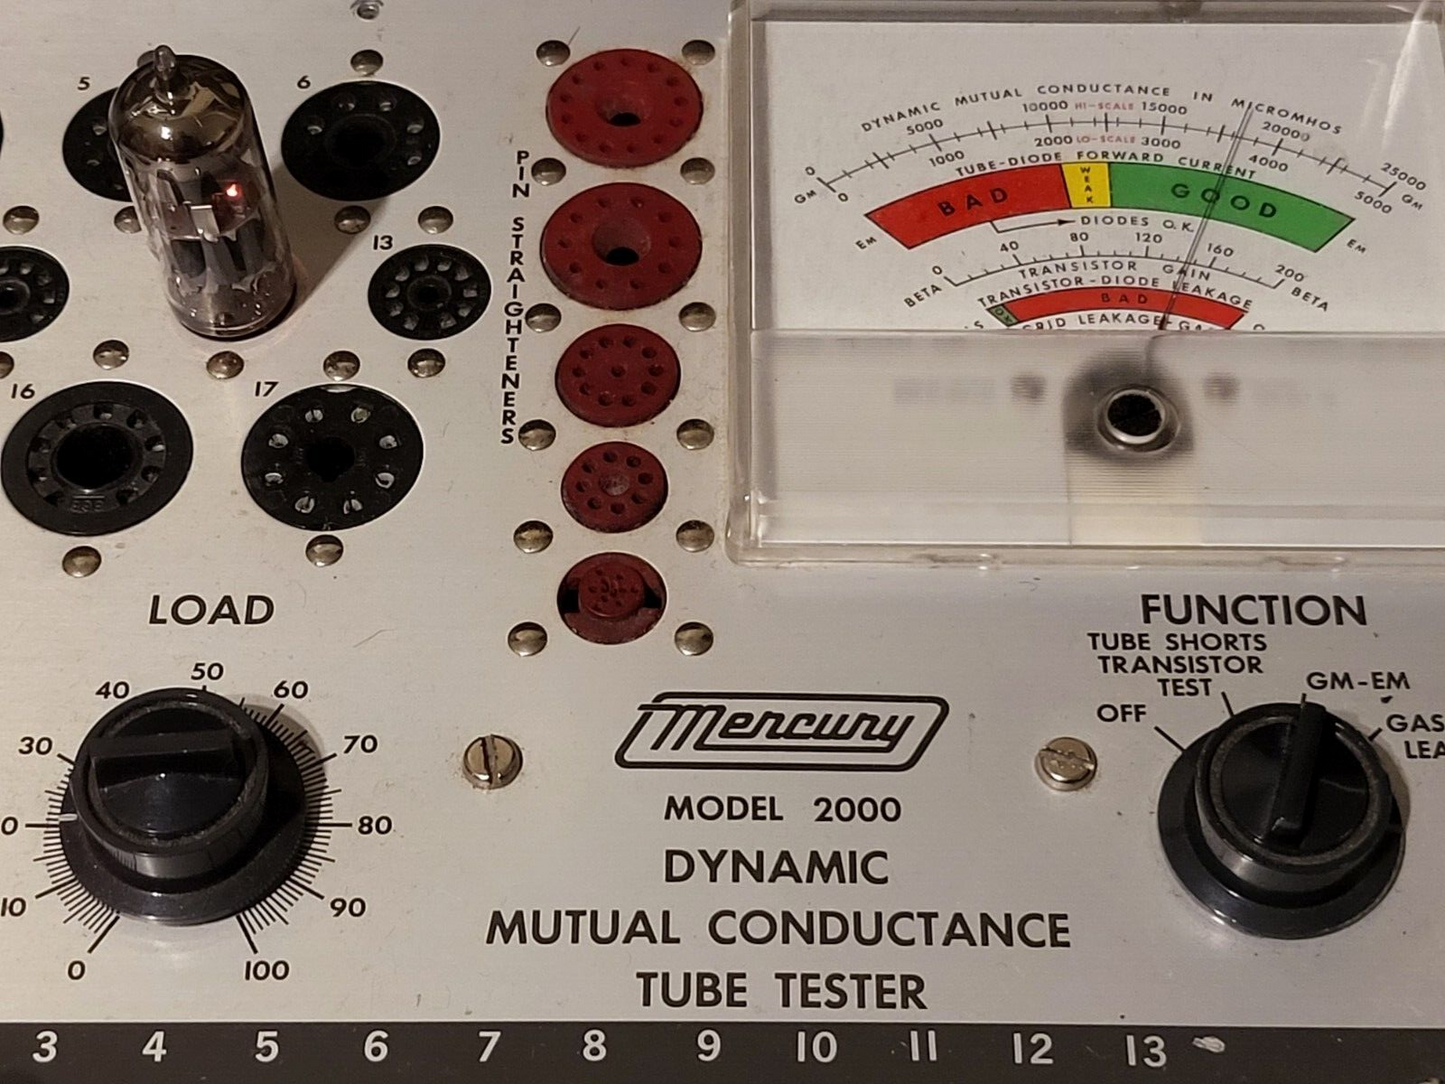 5
6
13
16
17
PIN STRAIGHTENERS
DYNAMIC MUTUAL CONDUCTANCE IN MICROMHOS
0 5000 10000 HI-SCALE 15000 20000 25000
GM 0 1000 2000 LO-SCALE 3000 4000 5000 GM
TUBE-DIODE FORWARD CURRENT
EM BAD WEAK GOOD EM
DIODES O.K.
BETA 0 40 80 120 160 200 BETA
TRANSISTOR GAIN
TRANSISTOR-DIODE LEAKAGE
BAD
LEAKAGE
LOAD
0 10 30 40 50 60 70 80 90 100
FUNCTION
TUBE SHORTS
TRANSISTOR
TEST
OFF
GM-EM
GAS
Mercury
MODEL 2000
DYNAMIC
MUTUAL CONDUCTANCE
TUBE TESTER
3 4 5 6 7 8 9 10 11 12 13